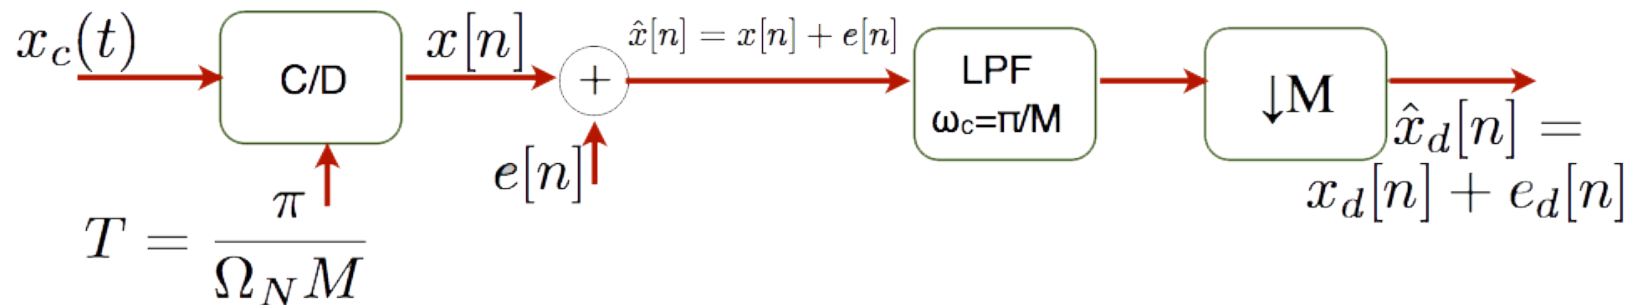 x_c(t)
C/D
x[n]
+
x̂[n] = x[n] + e[n]
LPF
ω_c=π/M
↓M
x̂_d[n] =
x_d[n] + e_d[n]
e[n]
T = π / (Ω_N M)